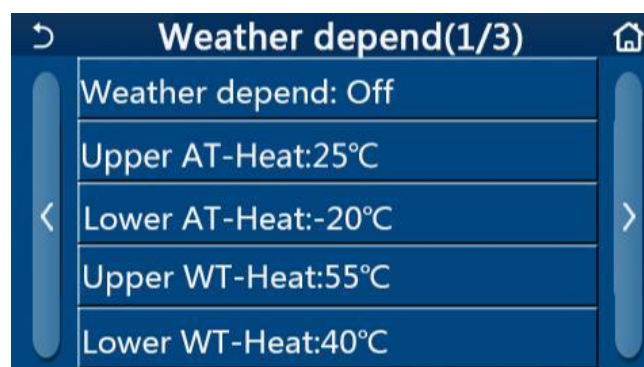 Weather depend(1/3)
Weather depend: Off
Upper AT-Heat:25℃
Lower AT-Heat:-20℃
Upper WT-Heat:55℃
Lower WT-Heat:40℃